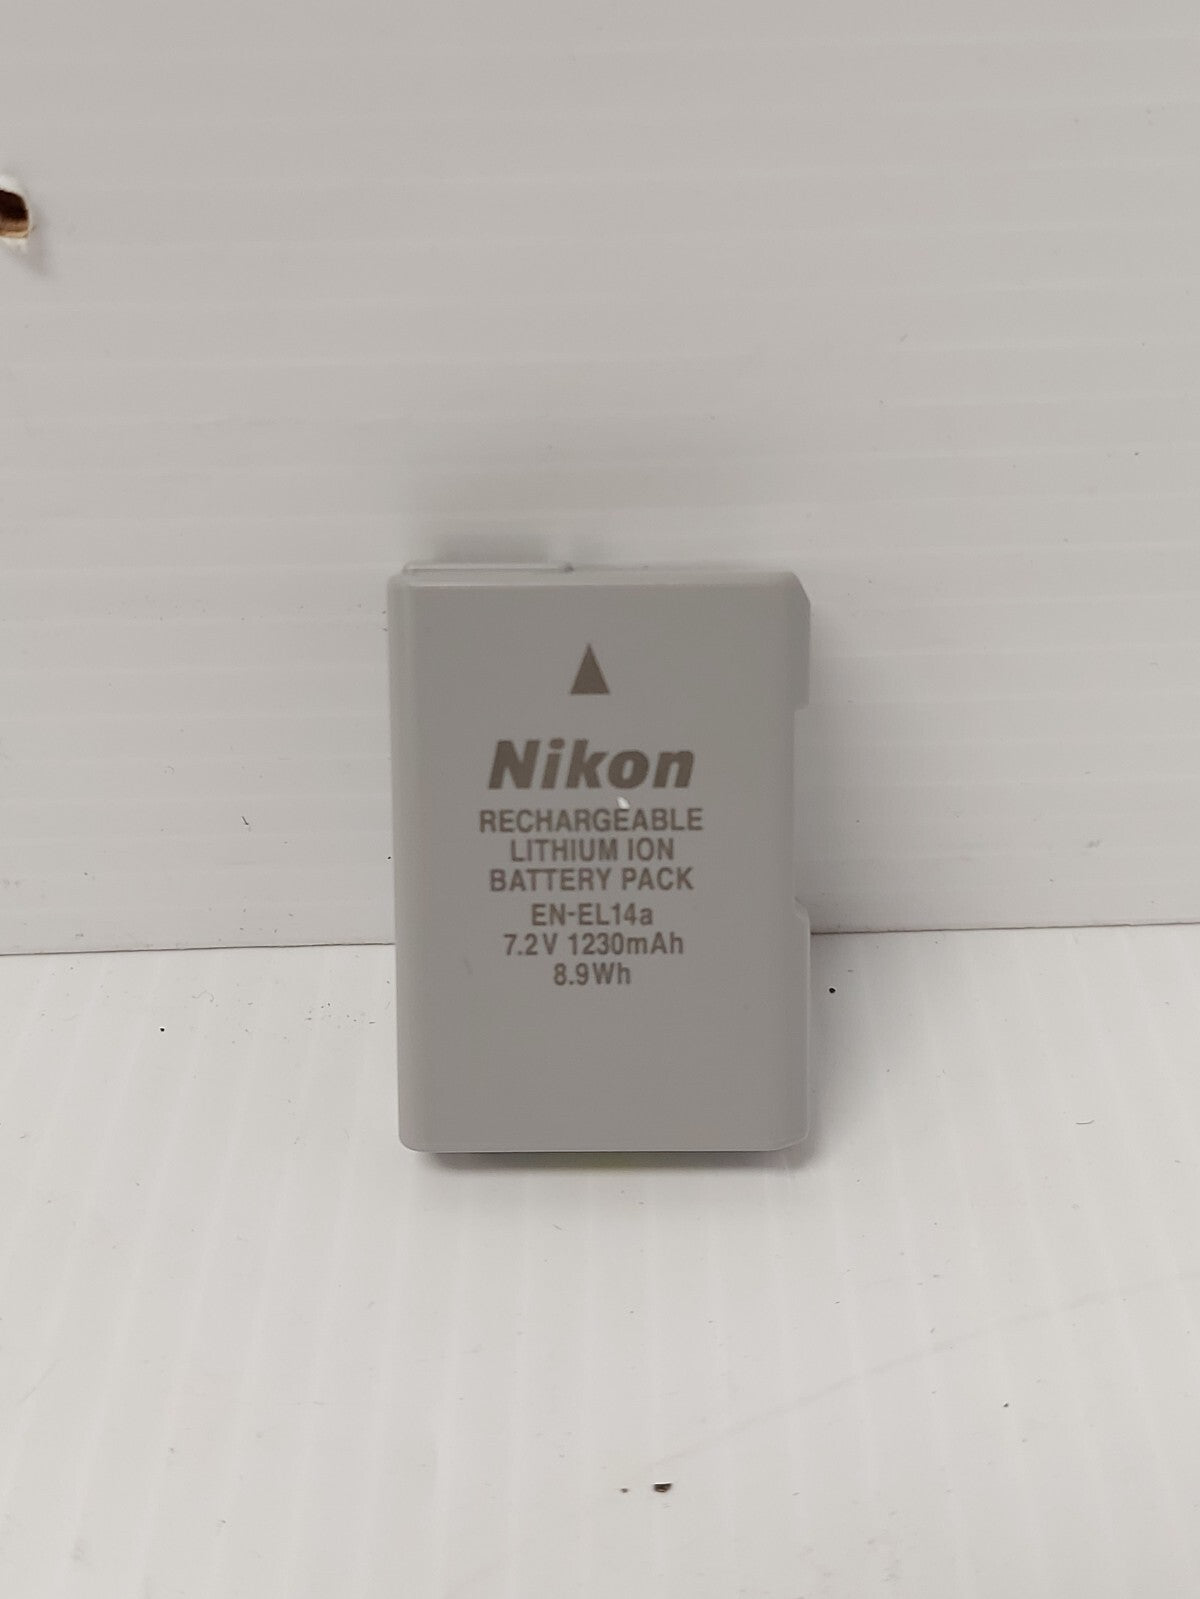 Nikon
RECHARGEABLE
LITHIUM ION
BATTERY PACK
EN-EL14a
7.2V 1230mAh
8.9Wh